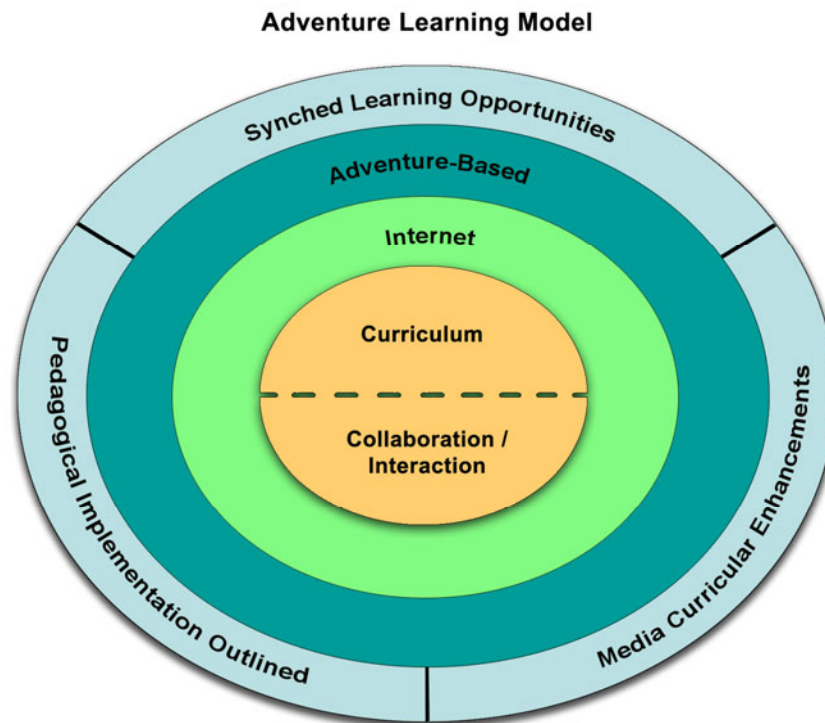 Adventure Learning Model
Synched Learning Opportunities
Adventure-Based
Internet
Curriculum
Collaboration /
Interaction
Pedagogical Implementation Outlined
Media Curricular Enhancements